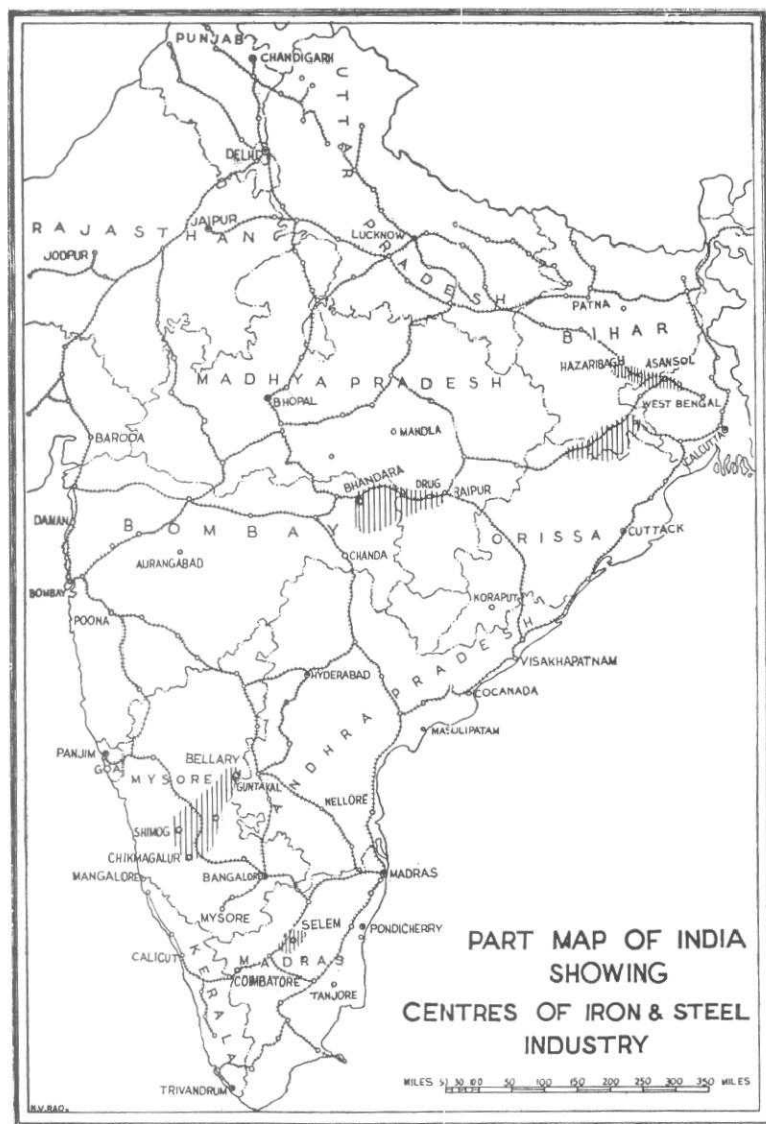 PUNJAB
CHANDIGARH
UTTAR PRADESH
DELHI
RAJASTHAN
JAIPUR
LUCKNOW
JODPUR
PATNA
BIHAR
HAZARIBAGH
ASANSOL
MADHYA PRADESH
WEST BENGAL
BHOPAL
MANDLA
BARODA
CALCUTTA
BHANDARA
DRUG
RAIPUR
DAMAN
BOMBAY
ORISSA
CUTTACK
CHANDA
AURANGABAD
BOMBAY
KORAPUT
POONA
ANDHRA PRADESH
VISAKHAPATNAM
HYDERABAD
COCANADA
MASULIPATAM
PANJIM
GOA
BELLARY
MYSORE
GUNTAKAL
NELLORE
SHIMOG
CHIKMAGALUR
MANGALORE
BANGALORE
MADRAS
MYSORE
SELEM
PONDICHERRY
CALICUT
KERALA
MADRAS
COIMBATORE
TANJORE
TRIVANDRUM
PART MAP OF INDIA
SHOWING
CENTRES OF IRON & STEEL
INDUSTRY
MILES 50 100 150 200 250 300 350 MILES
N.V.RAO.